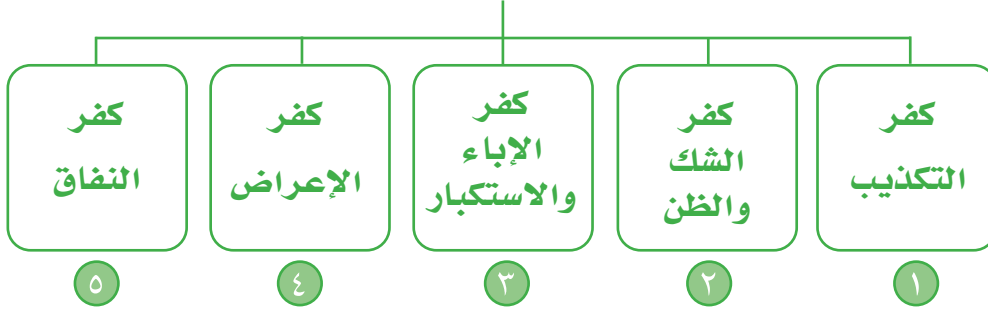 كفر
التكذيب
١
كفر
الشك
والظن
٢
كفر
الإباء
والاستكبار
٣
كفر
الإعراض
٤
كفر
النفاق
٥